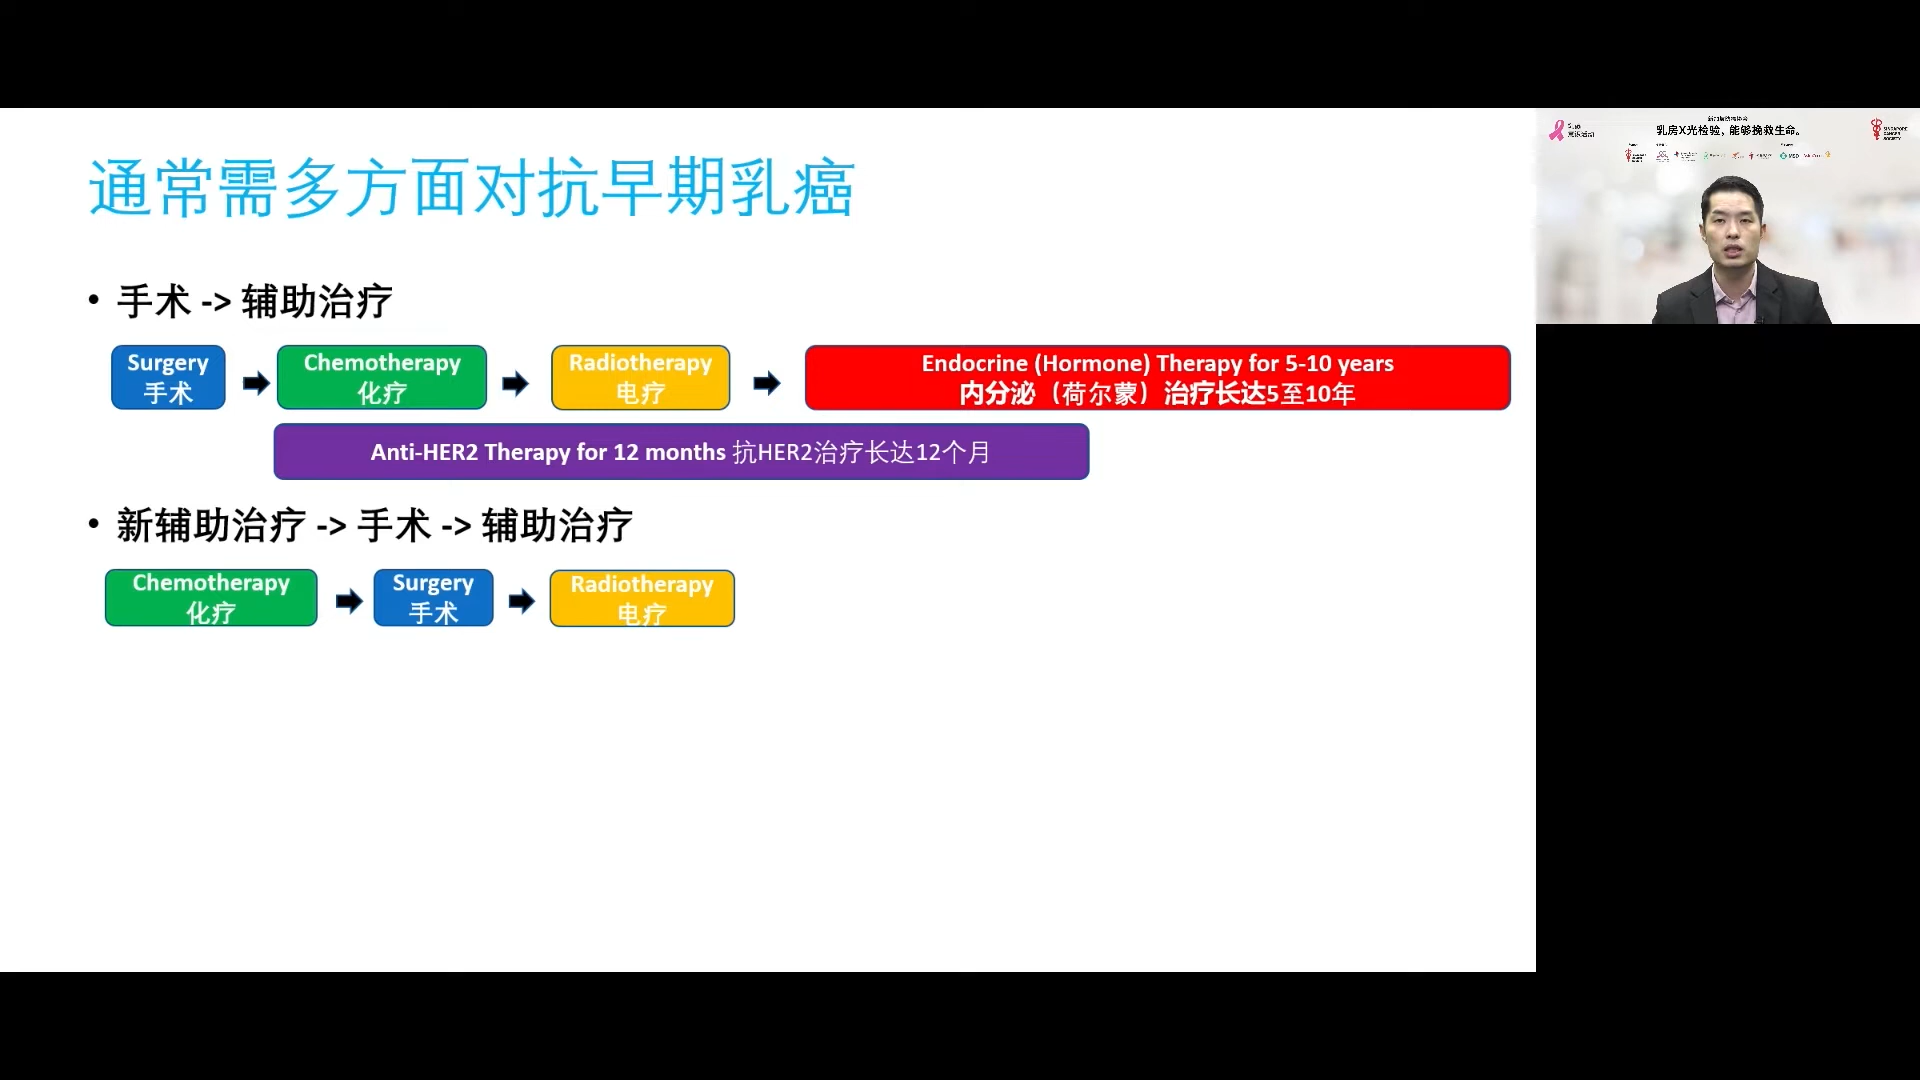 通常需多方面对抗早期乳癌
• 手术 -> 辅助治疗
Surgery
手术
Chemotherapy
化疗
Radiotherapy
电疗
Endocrine (Hormone) Therapy for 5-10 years
内分泌（荷尔蒙）治疗长达5至10年
Anti-HER2 Therapy for 12 months 抗HER2治疗长达12个月
• 新辅助治疗 -> 手术 -> 辅助治疗
Chemotherapy
化疗
Surgery
手术
Radiotherapy
电疗
乳房X光检验，能够挽救生命。
SINGAPORE
CANCER
SOCIETY
MSD